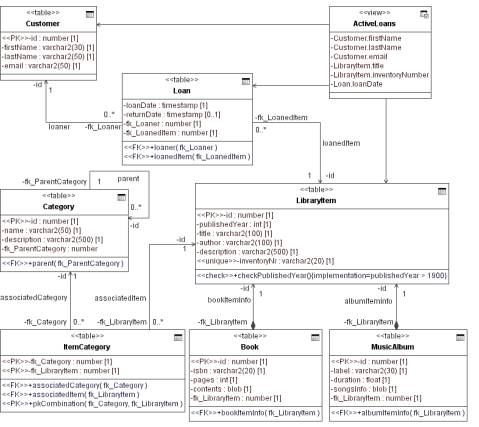 <<table>>
Customer
<<PK>>-id : number [1]
-firstName : varchar2(30) [1]
-lastName : varchar2(50) [1]
-email : varchar2(50) [1]
<<view>>
ActiveLoans
-Customer.firstName
-Customer.lastName
-Customer.email
-LibraryItem.title
-LibraryItem.inventoryNumber
-Loan.loanDate
-id
1
<<table>>
Loan
-loanDate : timestamp [1]
-returnDate : timestamp [0..1]
-fk_Loaner : number [1]
-fk_LoanedItem : number [1]
<<FK>>+loaner( fk_Loaner )
<<FK>>+loanedItem( fk_LoanedItem )
0..*
loaner
-fk_Loaner
-fk_LoanedItem
0..*
loanedItem
1
-id
-fk_ParentCategory
1
parent
0..*
-id
<<table>>
Category
<<PK>>-id : number [1]
-name : varchar2(50) [1]
-description : varchar2(500) [1]
-fk_ParentCategory : number
<<FK>>+parent( fk_ParentCategory )
<<table>>
LibraryItem
<<PK>>-id : number [1]
-publishedYear : int [1]
-title : varchar2(100) [1]
-author : varchar2(100) [1]
-description : varchar2(500) [1]
<<unique>>-inventoryNr : varchar2(20) [1]
<<check>>+checkPublishedYear(){implementation=publishedYear > 1900}
-id
1
-id
1
associatedCategory
associatedItem
-fk_Category
0..*
-fk_LibraryItem
0..*
-id
1
bookItemInfo
-fk_LibraryItem
-id
1
albumItemInfo
-fk_LibraryItem
<<table>>
ItemCategory
<<PK>>-fk_Category : number [1]
<<PK>>-fk_LibraryItem : number [1]
<<FK>>+associatedCategory( fk_Category )
<<FK>>+associatedItem( fk_LibraryItem )
<<PK>>+pkCombination( fk_Category, fk_LibraryItem )
<<table>>
Book
<<PK>>-id : number [1]
-isbn : varchar2(20) [1]
-pages : int [1]
-contents : blob [1]
-fk_LibraryItem : number [1]
<<FK>>+bookItemInfo( fk_LibraryItem )
<<table>>
MusicAlbum
<<PK>>-id : number [1]
-label : varchar2(30) [1]
-duration : float [1]
-songsInfo : blob [1]
-fk_LibraryItem : number [1]
<<FK>>+albumItemInfo( fk_LibraryItem )